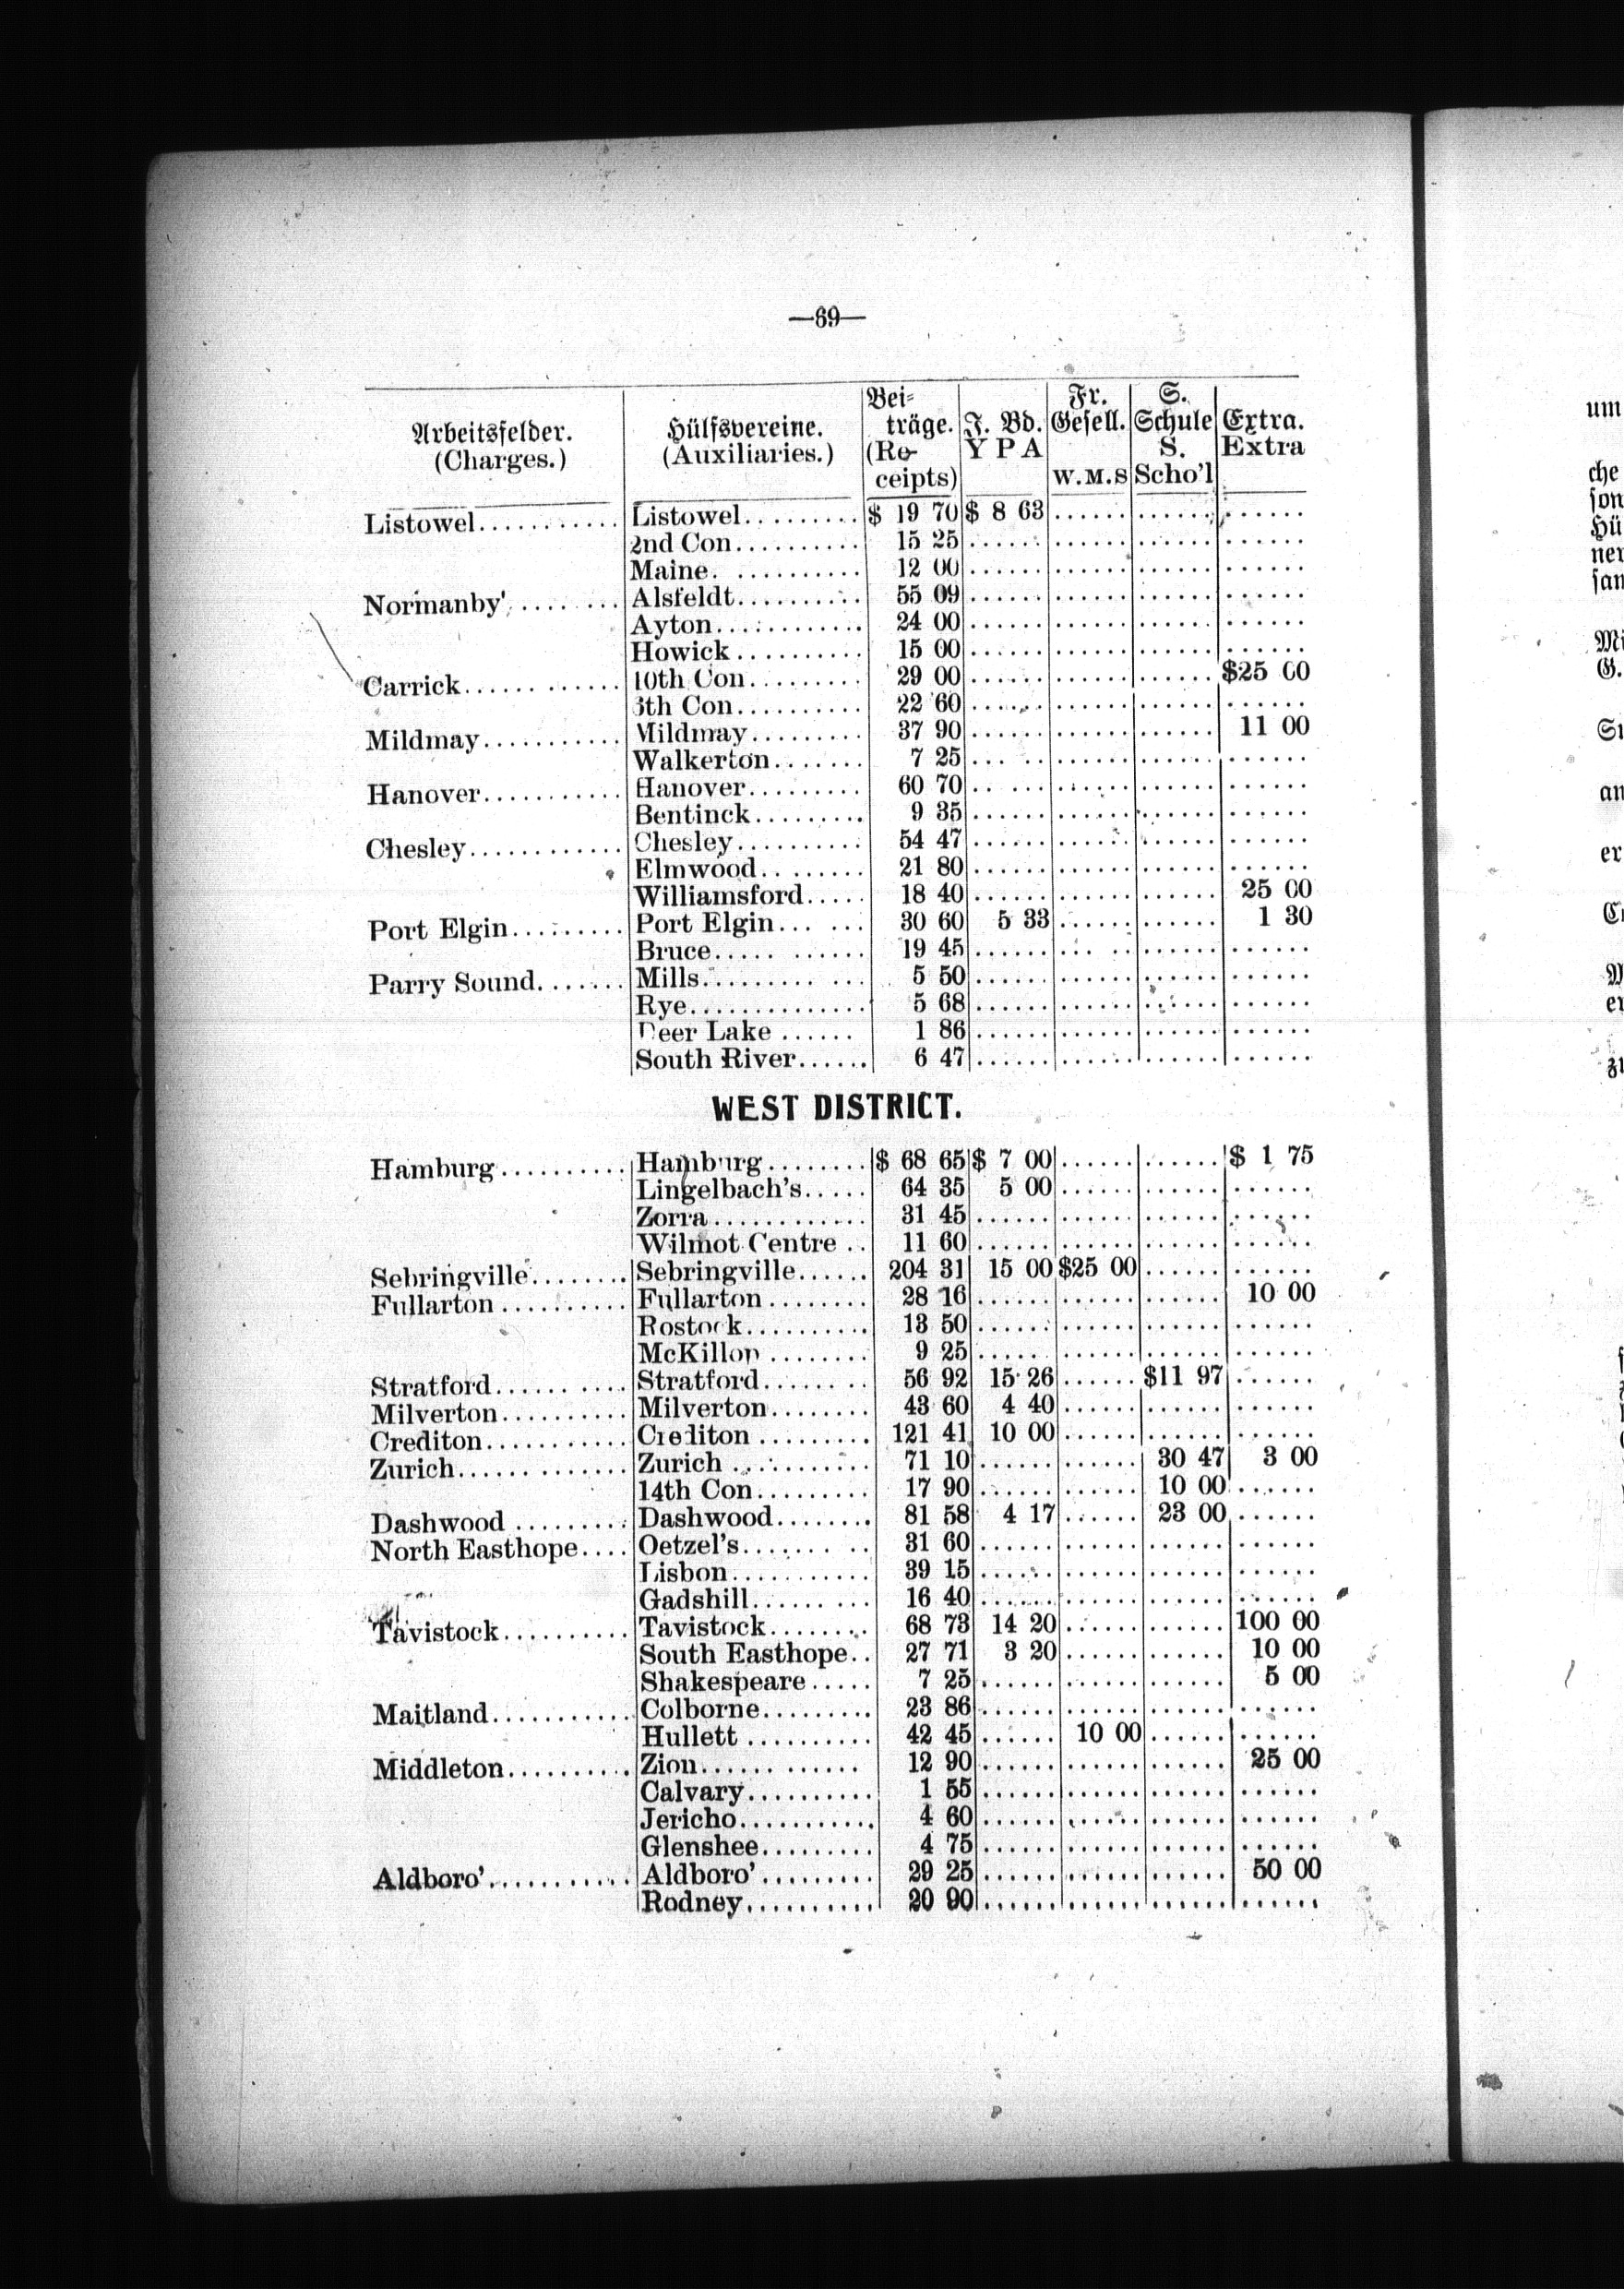 —69—
Arbeitsfelder. (Charges.) Hülfsvereine. (Auxiliaries.) Bei=träge. (Re-ceipts) J. Bd. Y P A Fr. Gesell. W.M.S S. Schule S. Scho'l Extra. Extra
Listowel............ Listowel......... $ 19 70 $ 8 63 ...... ...... ......
2nd Con.......... 15 25 ...... ...... ...... ......
Maine. .......... 12 00 ...... ...... ...... ......
Normanby' ........ Alsfeldt.......... 55 09 ...... ...... ...... ......
Ayton............. 24 00 ...... ...... ...... ......
Howick.......... 15 00 ...... ...... ...... ......
Carrick............ 10th Con......... 29 00 ...... ...... ...... $25 00
8th Con.......... 22 60 ...... ...... ...... ......
Mildmay........... Mildmay......... 37 90 ...... ...... ...... 11 00
Walkerton....... 7 25 ...... ...... ...... ......
Hanover........... Hanover......... 60 70 ...... ...... ...... ......
Bentinck......... 9 35 ...... ...... ...... ......
Chesley............ Chesley.......... 54 47 ...... ...... ...... ......
Elmwood........ 21 80 ...... ...... ...... ......
Williamsford..... 18 40 ...... ...... ...... 25 00
Port Elgin......... Port Elgin... ... 30 60 5 33 ...... ...... 1 30
Bruce..... ...... 19 45 ...... ...... ...... ......
Parry Sound....... Mills......... ... 5 50 ...... ...... ...... ......
Rye.............. 5 68 ...... ...... ...... ......
Deer Lake ...... 1 86 ...... ...... ...... ......
South River...... 6 47 ...... ...... ...... ......
WEST DISTRICT.
Hamburg.......... Hamburg........ $ 68 65 $ 7 00 ...... ...... $ 1 75
Lingelbach's..... 64 35 5 00 ...... ...... ......
Zorra............ 31 45 ...... ...... ...... ......
Wilmot Centre .. 11 60 ...... ...... ...... ......
Sebringville........ Sebringville...... 204 31 15 00 $25 00 ...... ......
Fullarton .......... Fullarton........ 28 16 ...... ...... ...... 10 00
Rostock.......... 13 50 ...... ...... ...... ......
McKillop ........ 9 25 ...... ...... ...... ......
Stratford.......... Stratford........ 56 92 15 26 ...... $11 97 ......
Milverton.......... Milverton........ 43 60 4 40 ...... ...... ......
Crediton........... Crediton ......... 121 41 10 00 ...... ...... ......
Zurich............. Zurich .......... 71 10 ...... ...... 30 47 3 00
14th Con......... 17 90 ...... ...... 10 00 ......
Dashwood ......... Dashwood........ 81 58 4 17 ...... 23 00 ......
North Easthope.... Oetzel's......... 31 60 ...... ...... ...... ......
Lisbon........... 39 15 ...... ...... ...... ......
Gadshill......... 16 40 ...... ...... ...... ......
Tavistock.......... Tavistock........ 68 73 14 20 ...... ...... 100 00
South Easthope.. 27 71 3 20 ...... ...... 10 00
Shakespeare..... 7 25 ...... ...... ...... 5 00
Maitland........... Colborne......... 23 86 ...... ...... ...... ......
Hullett .......... 42 45 ...... 10 00 ...... ......
Middleton.......... Zion............. 12 90 ...... ...... ...... 25 00
Calvary.......... 1 55 ...... ...... ...... ......
Jericho........... 4 60 ...... ...... ...... ......
Glenshee......... 4 75 ...... ...... ...... ......
Aldboro'........... Aldboro'......... 29 25 ...... ...... ...... 50 00
Rodney.......... 20 90 ...... ...... ...... ......
um
che
son
Hü
ner
san
G.
an
er